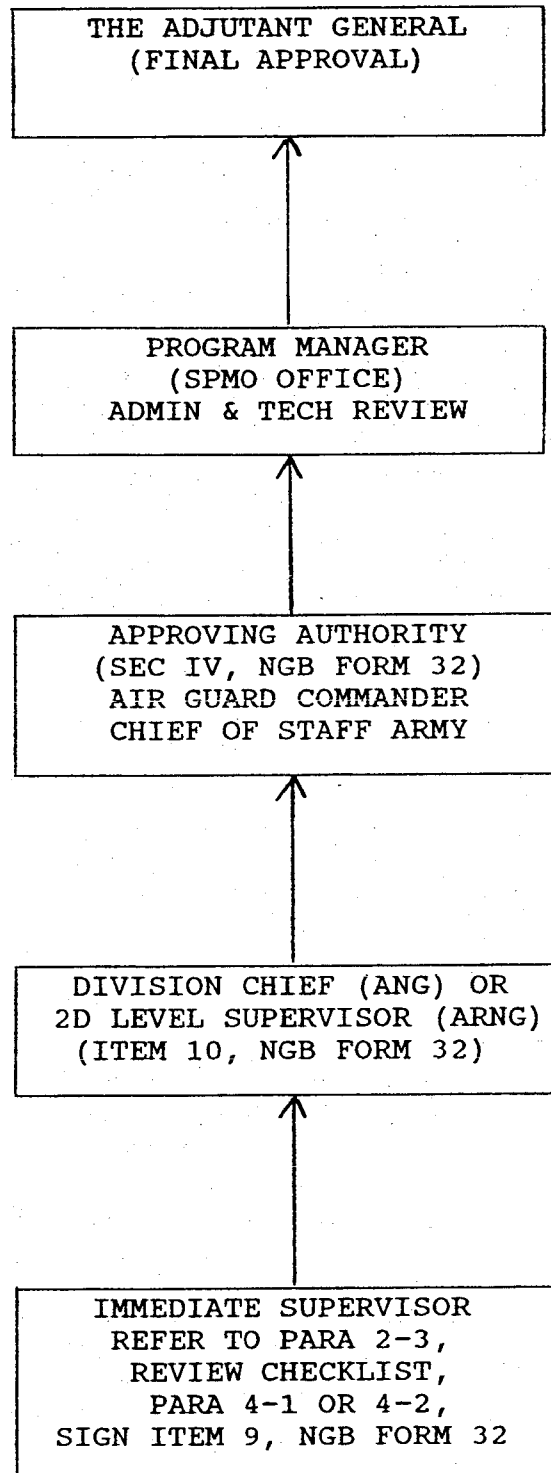 THE ADJUTANT GENERAL
(FINAL APPROVAL)
PROGRAM MANAGER
(SPMO OFFICE)
ADMIN & TECH REVIEW
APPROVING AUTHORITY
(SEC IV, NGB FORM 32)
AIR GUARD COMMANDER
CHIEF OF STAFF ARMY
DIVISION CHIEF (ANG) OR
2D LEVEL SUPERVISOR (ARNG)
(ITEM 10, NGB FORM 32)
IMMEDIATE SUPERVISOR
REFER TO PARA 2-3,
REVIEW CHECKLIST,
PARA 4-1 OR 4-2,
SIGN ITEM 9, NGB FORM 32